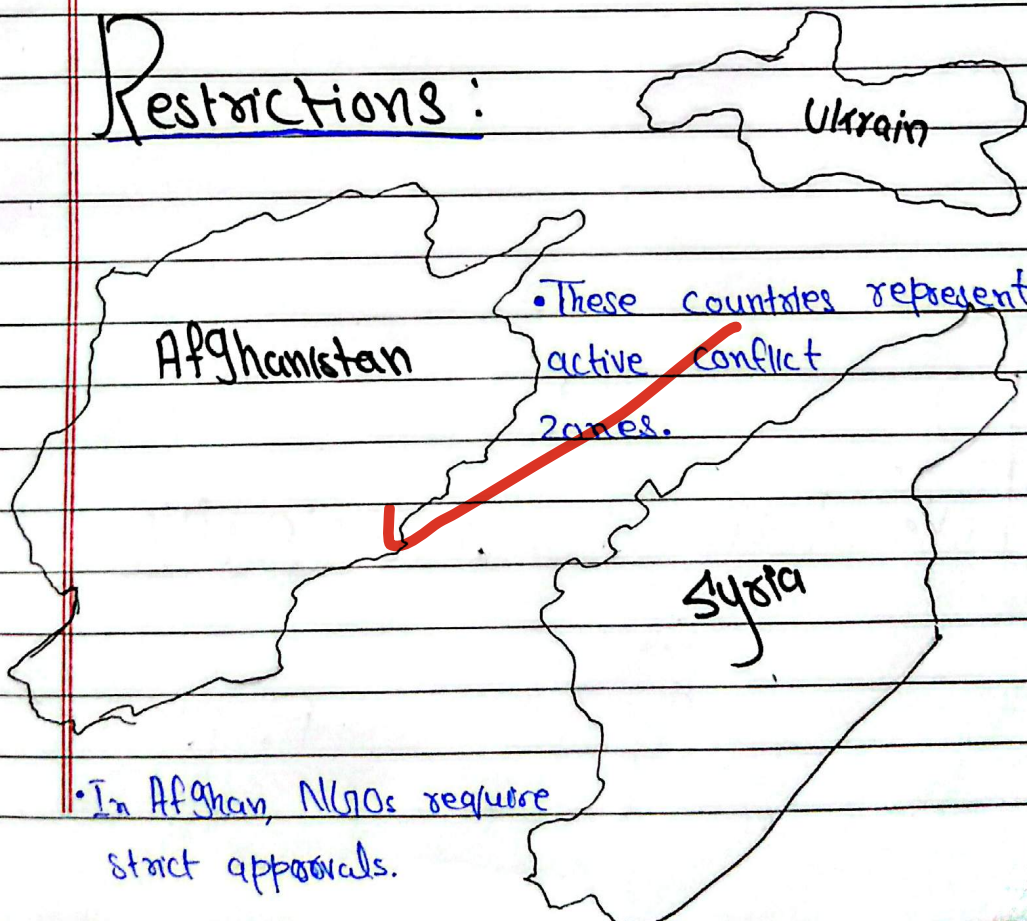 Restrictions:
Ukrain
Afghanistan
• These countries represent
active conflict
zones.
Syria
• In Afghan, NGOs require
strict approvals.